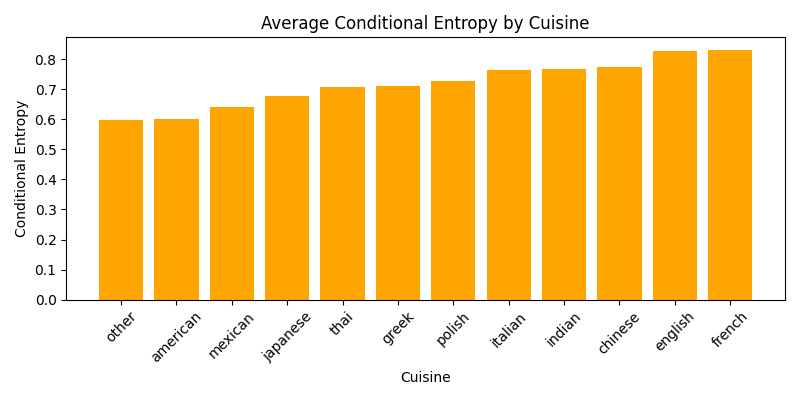 Average Conditional Entropy by Cuisine
Conditional Entropy
0.8
0.7
0.6
0.5
0.4
0.3
0.2
0.1
0.0
other
american
mexican
japanese
thai
greek
polish
italian
indian
chinese
english
french
Cuisine